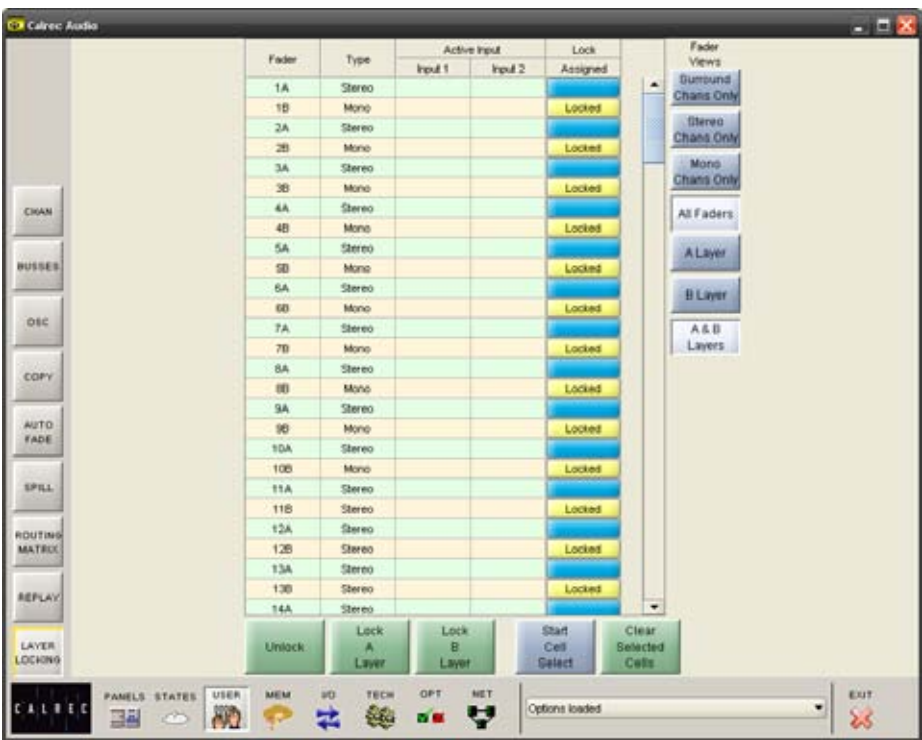 Calrec Audio
Fader Type Active Input Lock Fader Views
Input 1 Input 2 Assigned
1A Stereo
1B Mono Locked
2A Stereo
2B Mono Locked
3A Stereo
3B Mono Locked
4A Stereo
4B Mono Locked
5A Stereo
5B Mono Locked
6A Stereo
6B Mono Locked
7A Stereo
7B Mono Locked
8A Stereo
8B Mono Locked
9A Stereo
9B Mono Locked
10A Stereo
10B Mono Locked
11A Stereo
11B Stereo Locked
12A Stereo
12B Stereo Locked
13A Stereo
13B Stereo Locked
14A Stereo
Surround Chans Only
Stereo Chans Only
Mono Chans Only
All Faders
A Layer
B Layer
A & B Layers
CHAN
BUSSES
OSC
COPY
AUTO FADE
SPILL
ROUTING MATRIX
REPLAY
LAYER LOCKING
Unlock
Lock A Layer
Lock B Layer
Start Cell Select
Clear Selected Cells
CALREC
PANELS STATES USER MEM I/O TECH OPT NET
Options loaded
EXIT